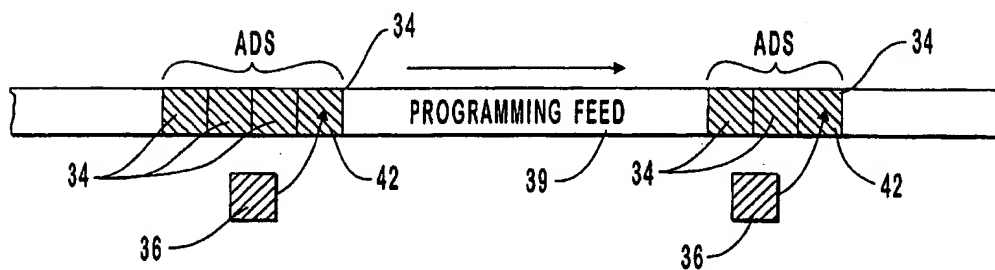 ADS ADS
34 34
PROGRAMMING FEED
34 42 39 34 42
36 36